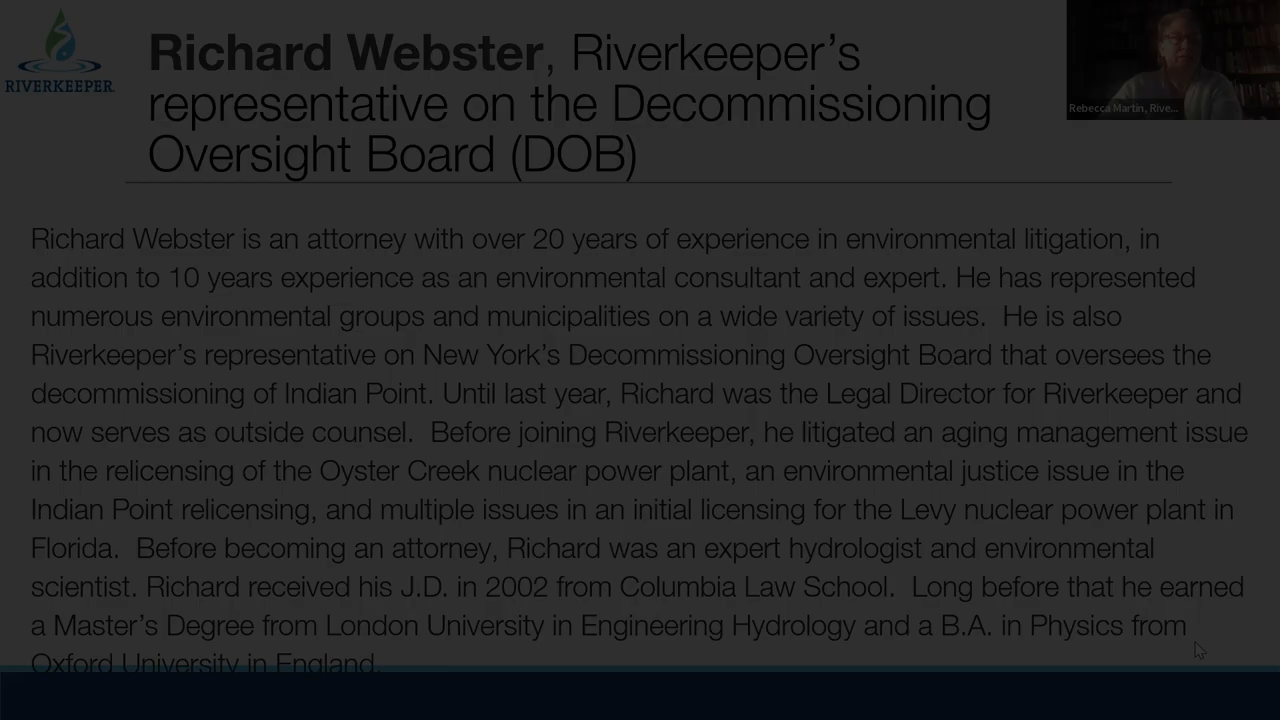 RIVERKEEPER.
Richard Webster, Riverkeeper’s
representative on the Decommissioning
Oversight Board (DOB)
Rebecca Martin, Rive...
Richard Webster is an attorney with over 20 years of experience in environmental litigation, in
addition to 10 years experience as an environmental consultant and expert. He has represented
numerous environmental groups and municipalities on a wide variety of issues.  He is also
Riverkeeper’s representative on New York’s Decommissioning Oversight Board that oversees the
decommissioning of Indian Point. Until last year, Richard was the Legal Director for Riverkeeper and
now serves as outside counsel.  Before joining Riverkeeper, he litigated an aging management issue
in the relicensing of the Oyster Creek nuclear power plant, an environmental justice issue in the
Indian Point relicensing, and multiple issues in an initial licensing for the Levy nuclear power plant in
Florida.  Before becoming an attorney, Richard was an expert hydrologist and environmental
scientist. Richard received his J.D. in 2002 from Columbia Law School.  Long before that he earned
a Master’s Degree from London University in Engineering Hydrology and a B.A. in Physics from
Oxford University in England.